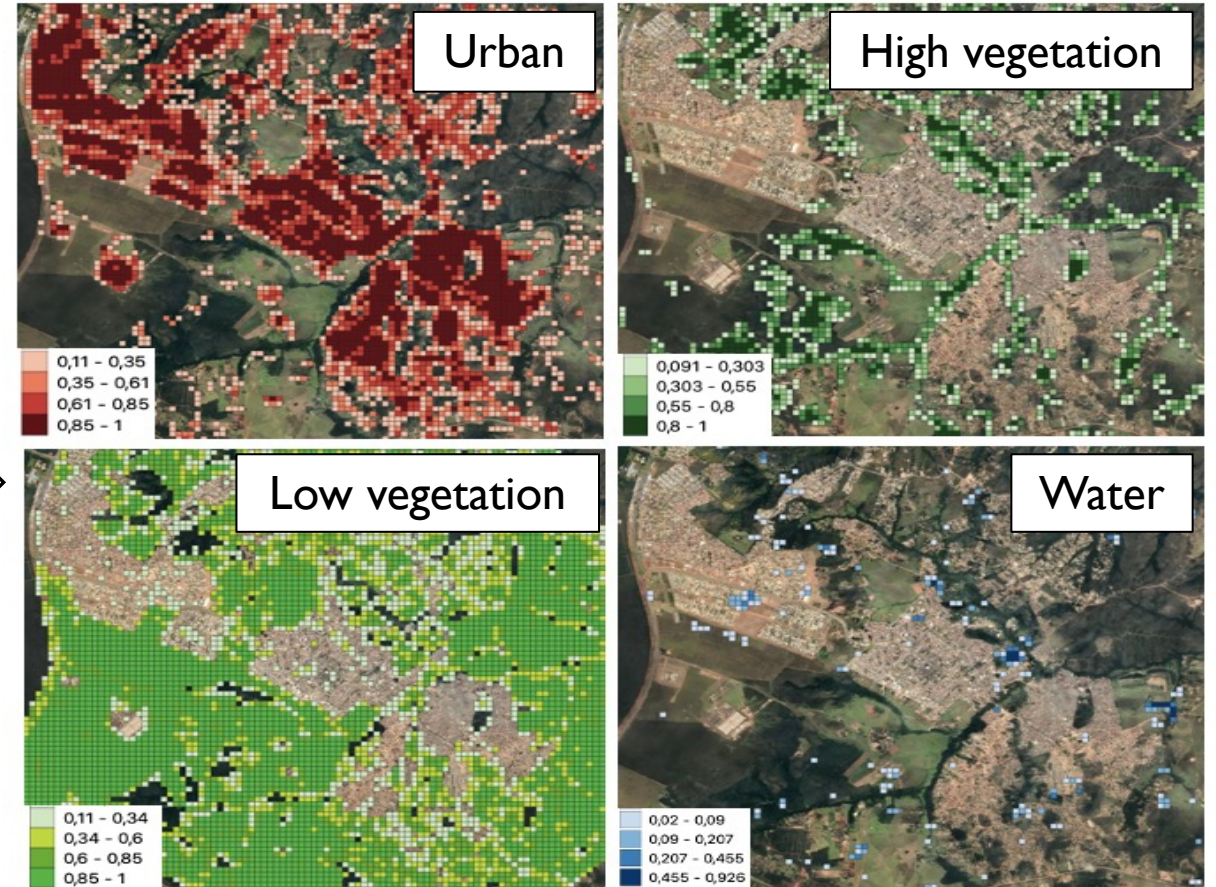 Urban
0,11 - 0,35
0,35 - 0,61
0,61 - 0,85
0,85 - 1
High vegetation
0,091 - 0,303
0,303 - 0,55
0,55 - 0,8
0,8 - 1
Low vegetation
0,11 - 0,34
0,34 - 0,6
0,6 - 0,85
0,85 - 1
Water
0,02 - 0,09
0,09 - 0,207
0,207 - 0,455
0,455 - 0,926